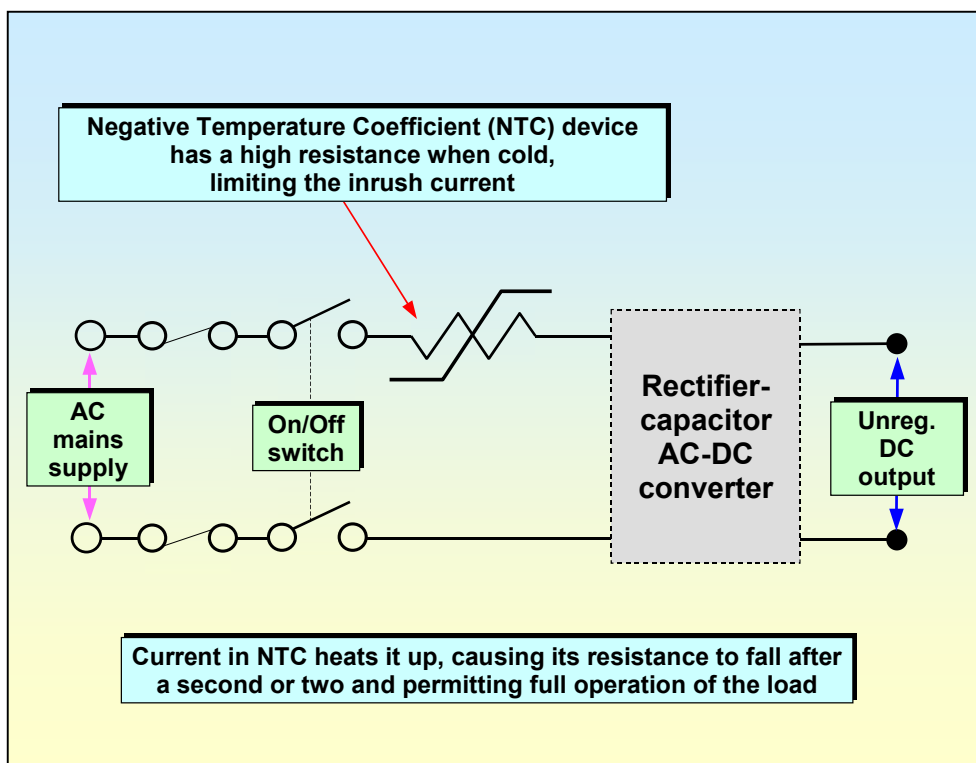 Negative Temperature Coefficient (NTC) device
has a high resistance when cold,
limiting the inrush current
AC
mains
supply
On/Off
switch
Rectifier-
capacitor
AC-DC
converter
Unreg.
DC
output
Current in NTC heats it up, causing its resistance to fall after
a second or two and permitting full operation of the load